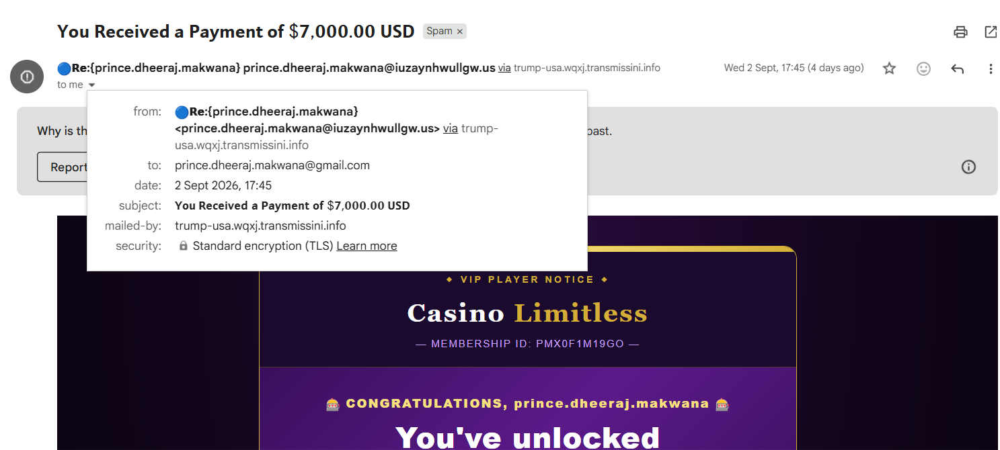 You Received a Payment of $7,000.00 USD Spam ×
🔵Re:{prince.dheeraj.makwana} prince.dheeraj.makwana@iuzaynhwullgw.us via trump-usa.wqxj.transmissini.info Wed 2 Sept, 17:45 (4 days ago)
to me
from: 🔵Re:{prince.dheeraj.makwana}
<prince.dheeraj.makwana@iuzaynhwullgw.us> via trump-
usa.wqxj.transmissini.info
to: prince.dheeraj.makwana@gmail.com
date: 2 Sept 2026, 17:45
subject: You Received a Payment of $7,000.00 USD
mailed-by: trump-usa.wqxj.transmissini.info
security: Standard encryption (TLS) Learn more
Why is th
past.
Report
◆ VIP PLAYER NOTICE ◆
Casino Limitless
— MEMBERSHIP ID: PMX0F1M19GO —
🎰 CONGRATULATIONS, prince.dheeraj.makwana 🎰
You've unlocked